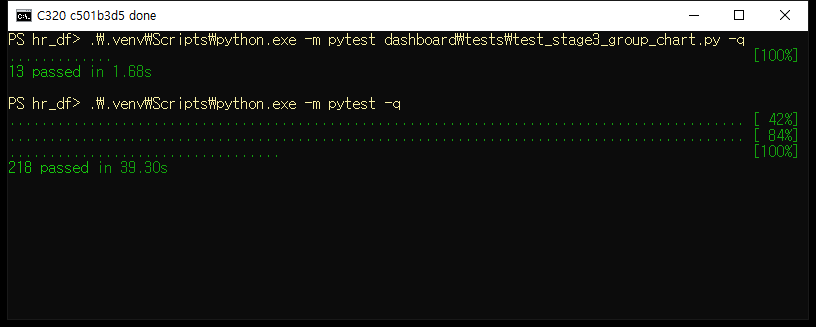 C320 c501b3d5 done
PS hr_df> .₩.venv₩Scripts₩python.exe -m pytest dashboard₩tests₩test_stage3_group_chart.py -q
............. [100%]
13 passed in 1.68s
PS hr_df> .₩.venv₩Scripts₩python.exe -m pytest -q
............................................................................................ [ 42%]
............................................................................................ [ 84%]
.................................. [100%]
218 passed in 39.30s